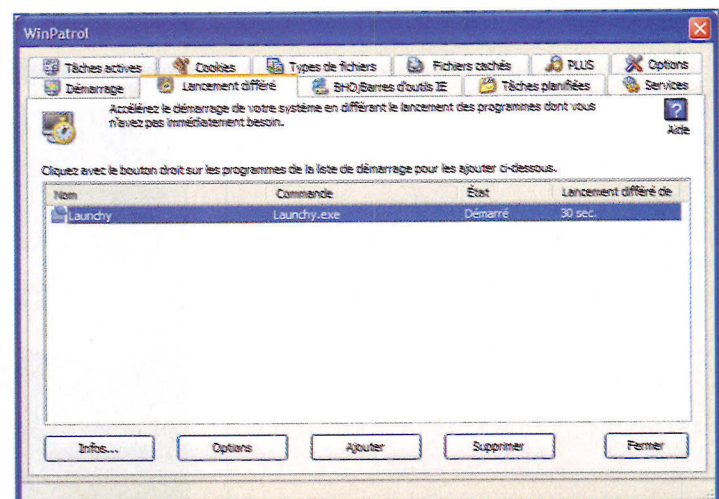 WinPatrol
Tâches actives Cookies Types de fichiers Fichiers cachés PLUS Options
Démarrage Lancement différé BHO/Barres d'outils IE Tâches planifiées Services
Accélérez le démarrage de votre système en différant le lancement des programmes dont vous
n'avez pas immédiatement besoin.
?
Aide
Cliquez avec le bouton droit sur les programmes de la liste de démarrage pour les ajouter ci-dessous.
Nom Commande État Lancement différé de
Launchy Launchy.exe Démarré 30 sec.
Infos... Options Ajouter Supprimer Fermer